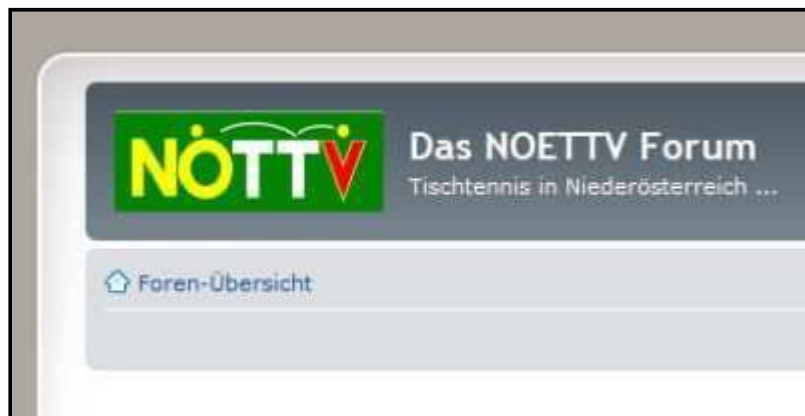 NÖTTV
Das NOETTV Forum
Tischtennis in Niederösterreich ...
Foren-Übersicht